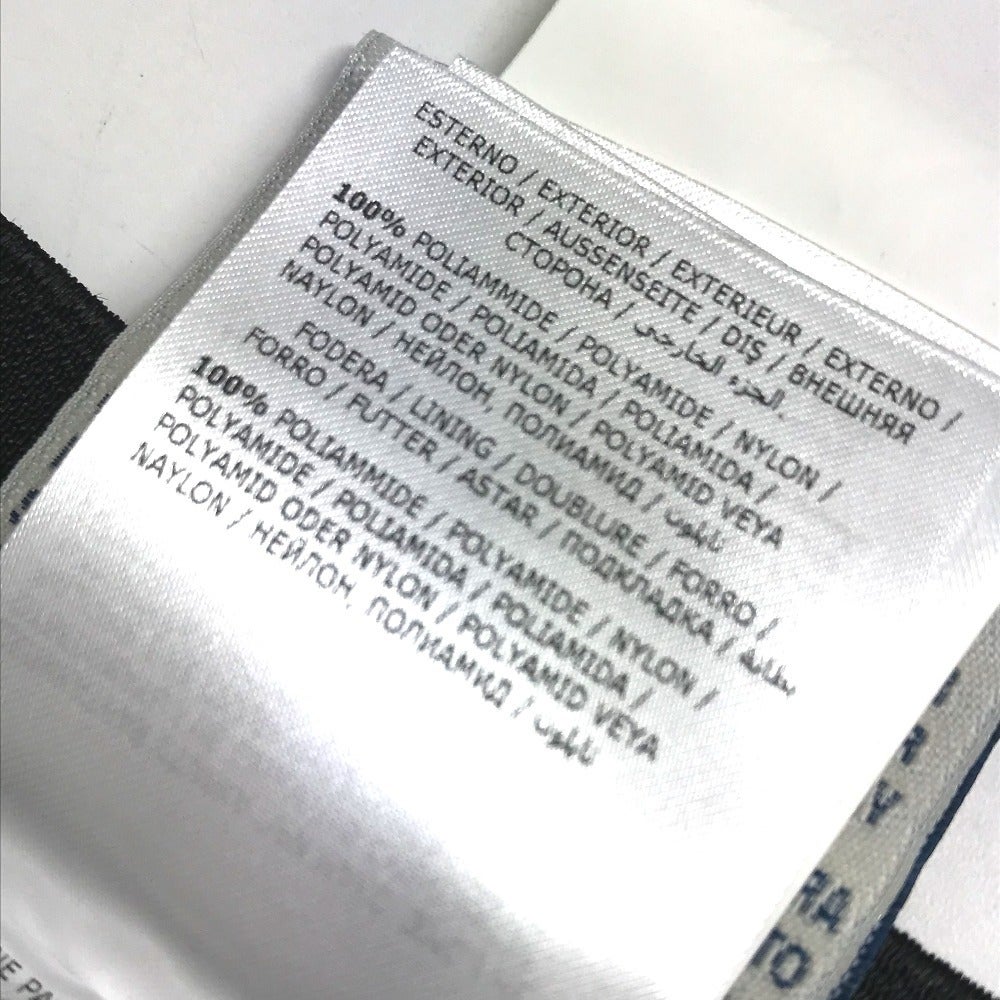 ESTERNO / EXTERIOR / EXTERIEUR / EXTERNO /
EXTERIOR / AUSSENSEITE / DIŞ / ВНЕШНЯЯ
СТОРОНА / الجزء الخارجي.
100% POLIAMMIDE / POLYAMIDE / NYLON /
POLYAMIDE / POLIAMIDA / POLIAMIDA /
POLYAMID ODER NYLON / POLYAMID VEYA
NAYLON / НЕЙЛОН, ПОЛИАМИД / نايلون
FODERA / LINING / DOUBLURE / FORRO /
FORRO / FUTTER / ASTAR / ПОДКЛАДКА / بطانة
100% POLIAMMIDE / POLYAMIDE / NYLON /
POLYAMIDE / POLIAMIDA / POLIAMIDA /
POLYAMID ODER NYLON / POLYAMID VEYA
NAYLON / НЕЙЛОН, ПОЛИАМИД / نايلون
TO